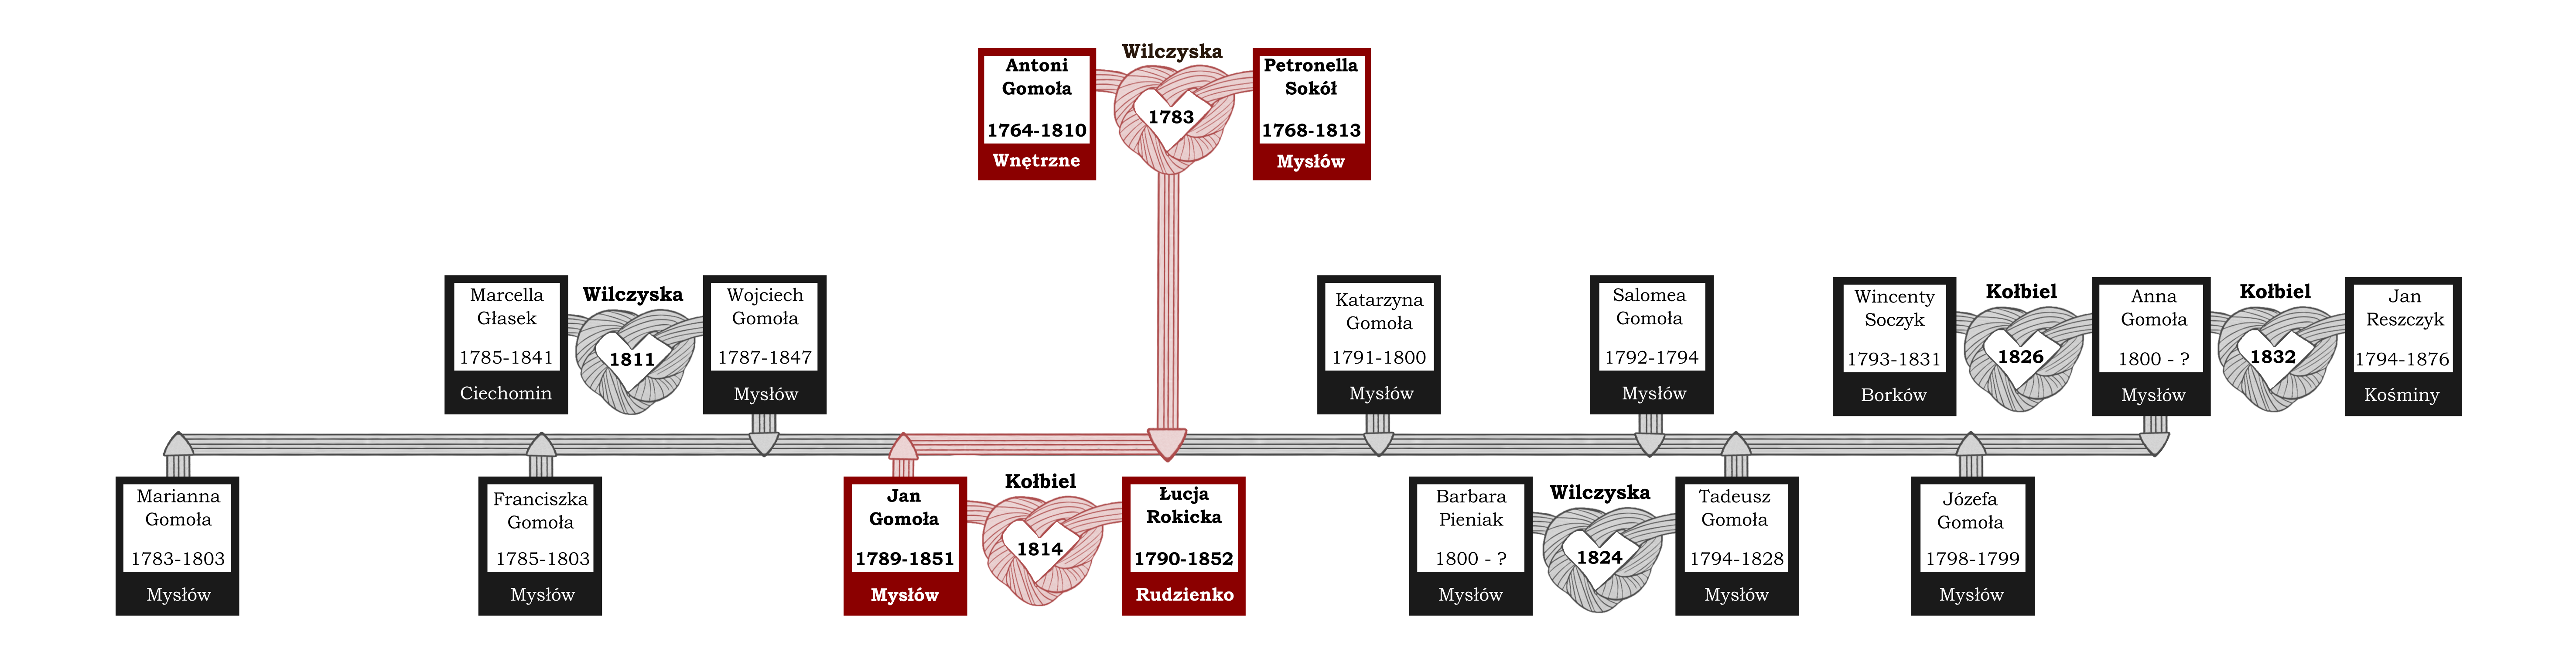 Wilczyska
Antoni
Gomoła
1764-1810
Wnętrzne
1783
Petronella
Sokół
1768-1813
Mysłów
Marcella
Głasek
1785-1841
Ciechomin
Wilczyska
1811
Wojciech
Gomoła
1787-1847
Mysłów
Katarzyna
Gomoła
1791-1800
Mysłów
Salomea
Gomoła
1792-1794
Mysłów
Wincenty
Soczyk
1793-1831
Borków
Kołbiel
1826
Anna
Gomoła
1800 - ?
Mysłów
Kołbiel
1832
Jan
Reszczyk
1794-1876
Kośminy
Marianna
Gomoła
1783-1803
Mysłów
Franciszka
Gomoła
1785-1803
Mysłów
Jan
Gomoła
1789-1851
Mysłów
Kołbiel
1814
Łucja
Rokicka
1790-1852
Rudzienko
Barbara
Pieniak
1800 - ?
Mysłów
Wilczyska
1824
Tadeusz
Gomoła
1794-1828
Mysłów
Józefa
Gomoła
1798-1799
Mysłów